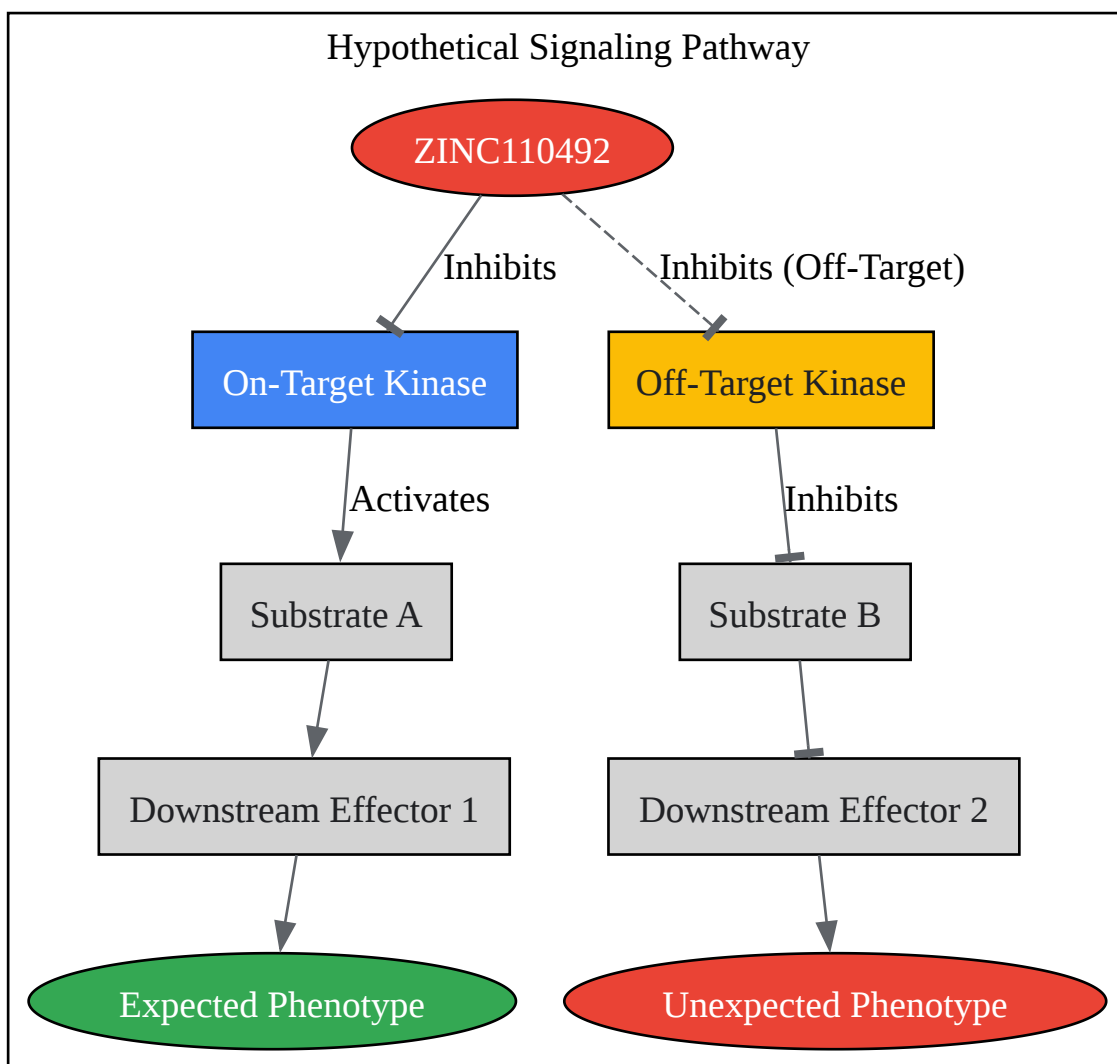 Hypothetical Signaling Pathway
ZINC110492
Inhibits
Inhibits (Off-Target)
On-Target Kinase
Off-Target Kinase
Activates
Inhibits
Substrate A
Substrate B
Downstream Effector 1
Downstream Effector 2
Expected Phenotype
Unexpected Phenotype